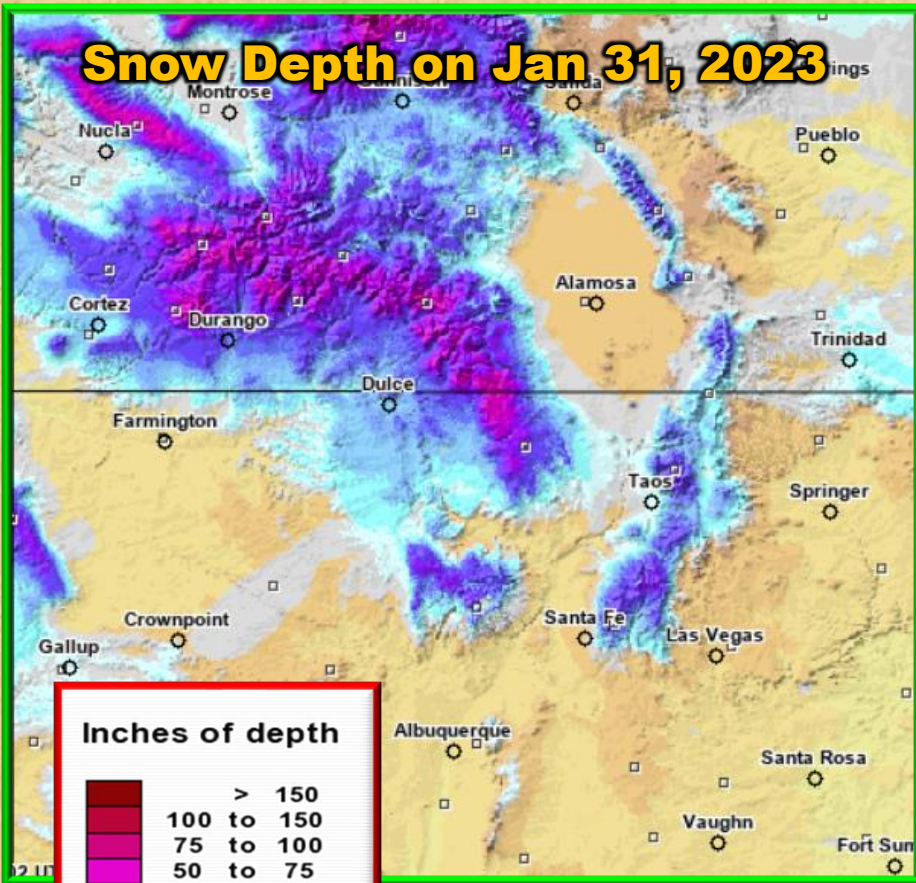 Snow Depth on Jan 31, 2023
Montrose
Nucla
Pueblo
Alamosa
Cortez
Durango
Trinidad
Dulce
Farmington
Taos
Springer
Crownpoint
Santa Fe
Gallup
Las Vegas
Inches of depth
Albuquerque
Santa Rosa
> 150
100 to 150
75 to 100
50 to 75
Vaughn